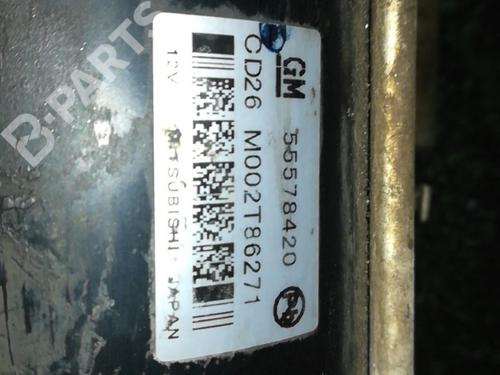 GM 55578420
CD26 M002T86271
12V MITSUBISHI JAPAN
B-PARTS